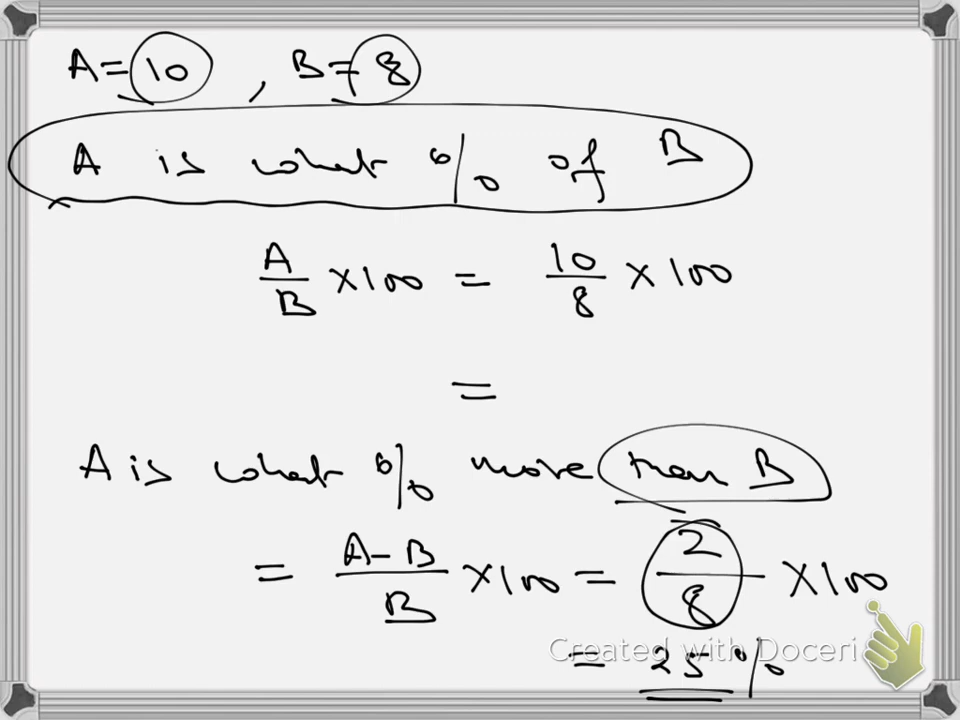 A = 10 , B = 8
A is what % of B
A/B × 100 = 10/8 × 100
=
A is what % more than B
= A - B/B × 100 = 2/8 × 100
Created with Doceri
= 25 %